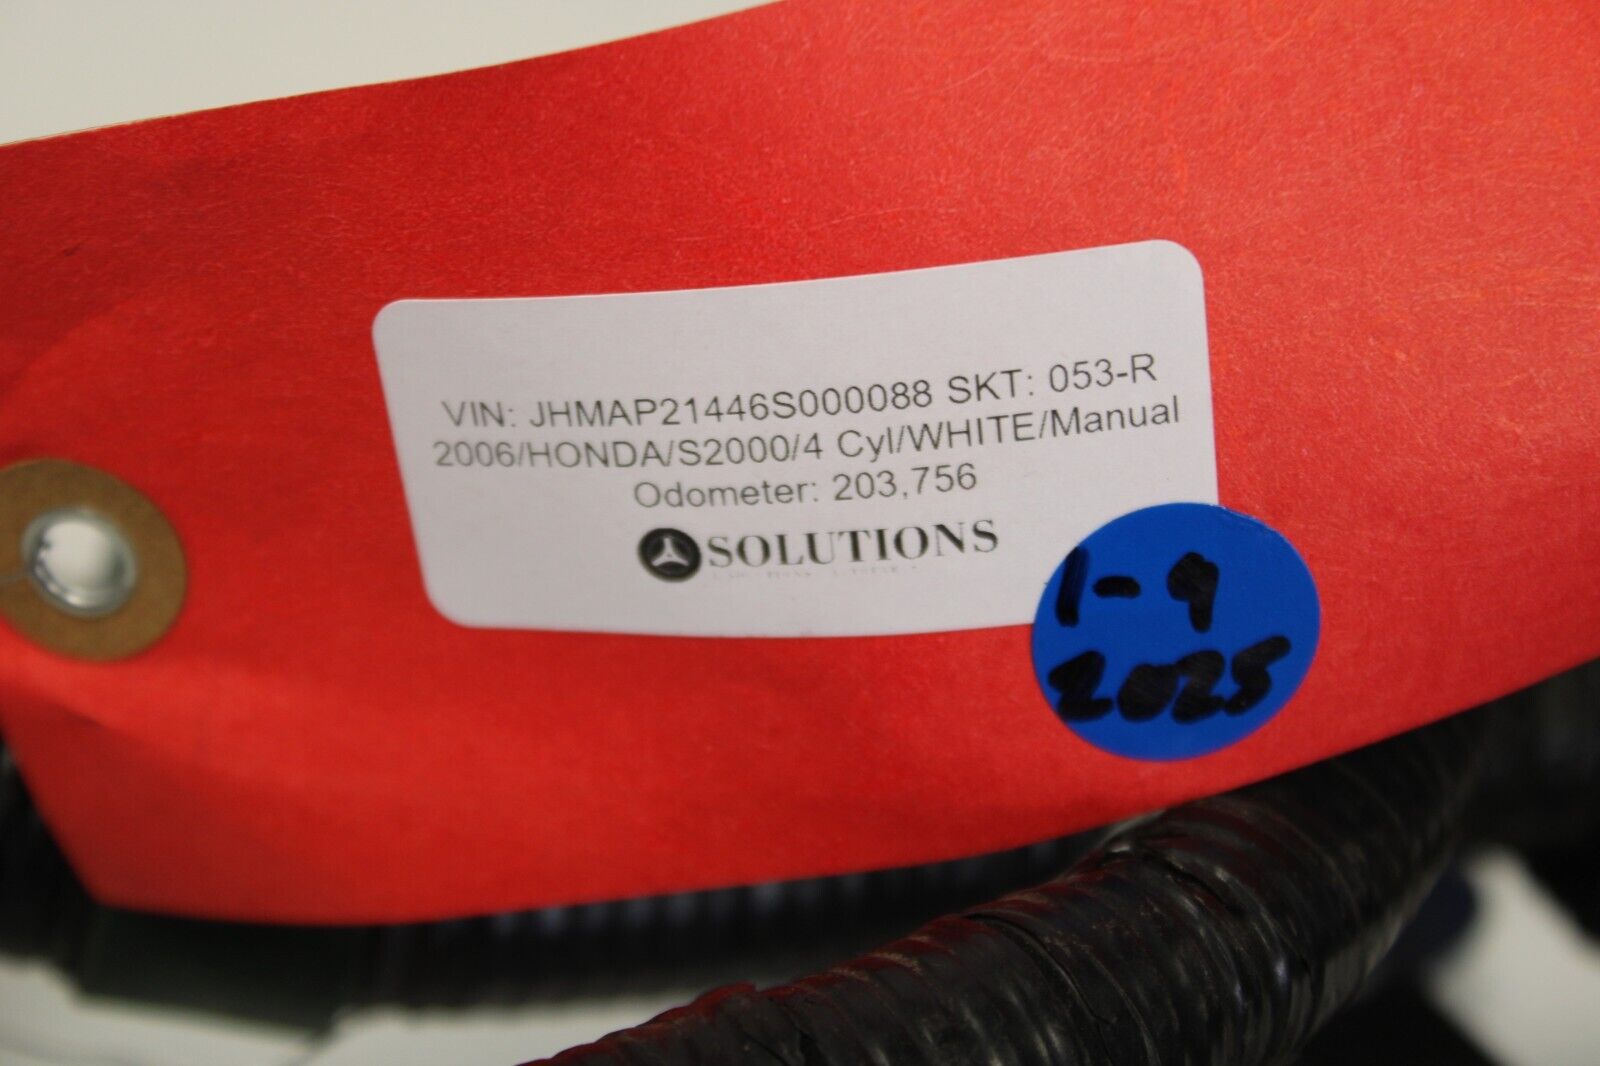 VIN: JHMAP21446S000088 SKT: 053-R
2006/HONDA/S2000/4 Cyl/WHITE/Manual
Odometer: 203,756
SOLUTIONS
1-9
2025